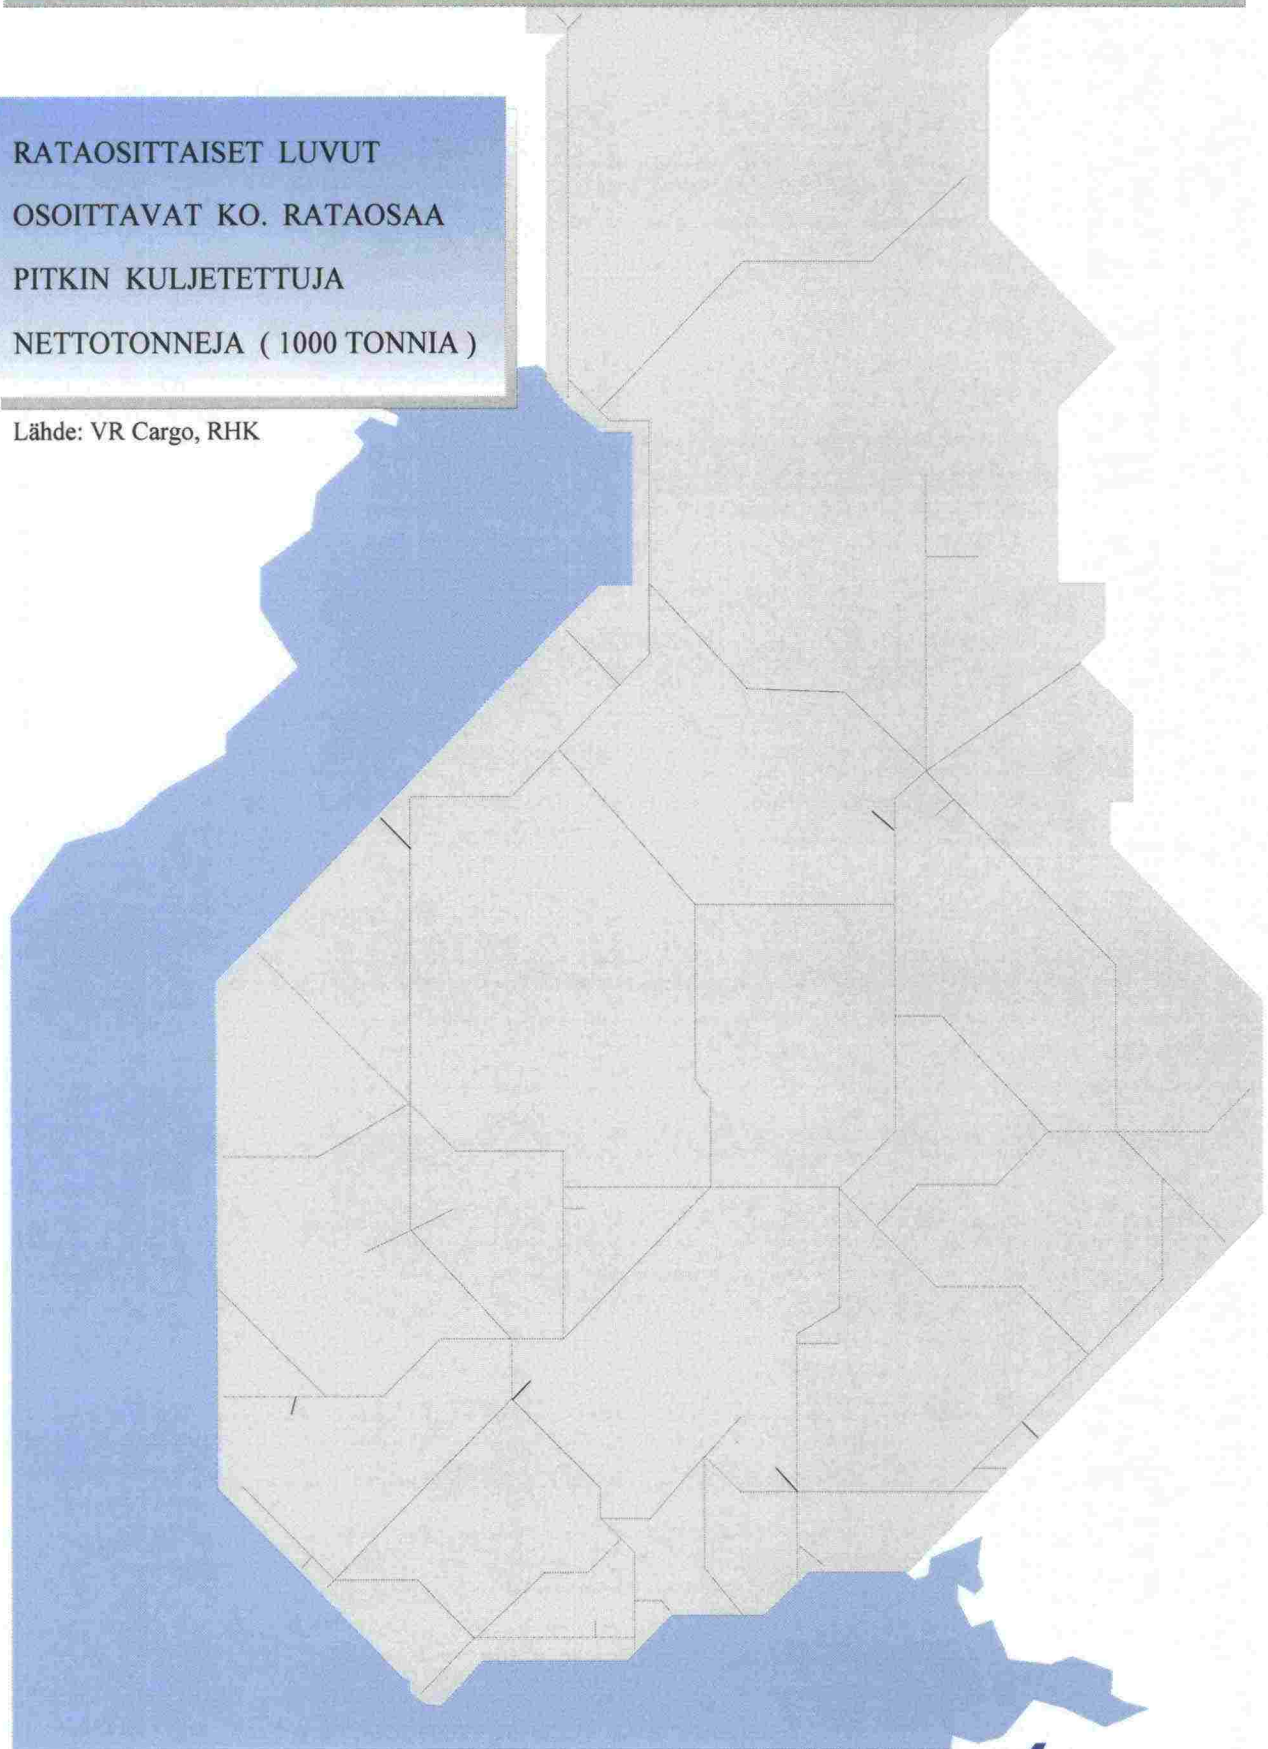 RATAOSITTAISET LUVUT
OSOITTAVAT KO. RATAOSAA
PITKIN KULJETETTUJA
NETTOTONNEJA ( 1000 TONNIA )
Lähde: VR Cargo, RHK